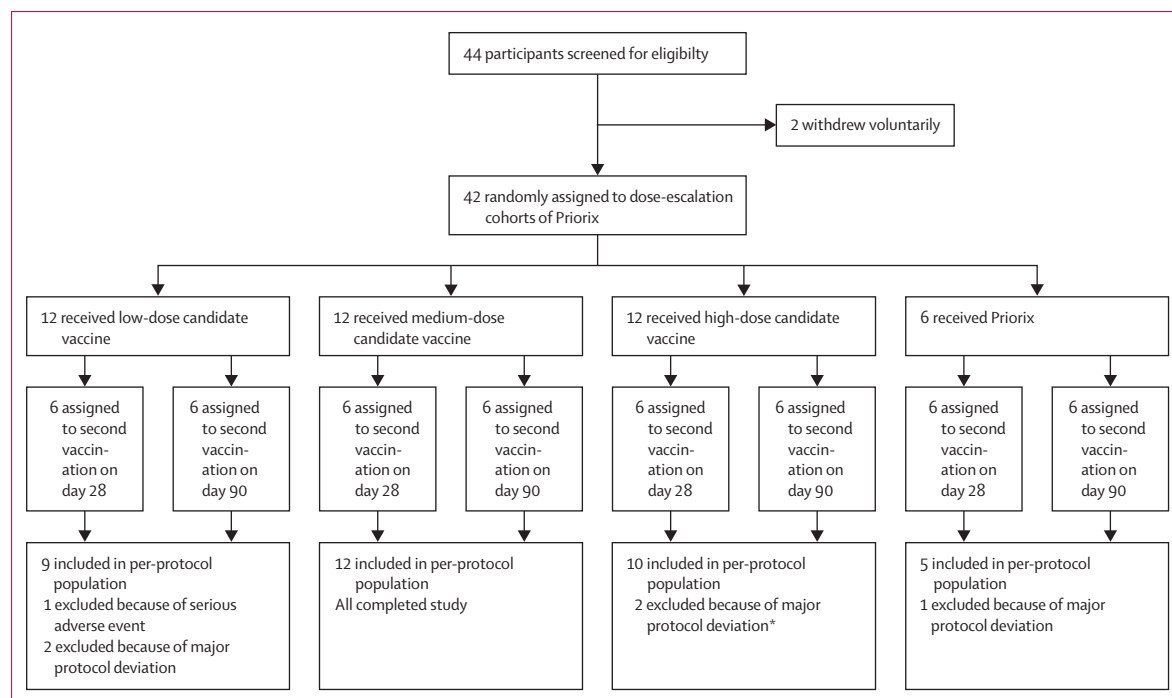 44 participants screened for eligibilty
2 withdrew voluntarily
42 randomly assigned to dose-escalation
cohorts of Priorix
12 received low-dose candidate
vaccine
12 received medium-dose
candidate vaccine
12 received high-dose candidate
vaccine
6 received Priorix
6 assigned
to second
vaccin-
ation on
day 28
6 assigned
to second
vaccin-
ation on
day 90
6 assigned
to second
vaccin-
ation on
day 28
6 assigned
to second
vaccin-
ation on
day 90
6 assigned
to second
vaccin-
ation on
day 28
6 assigned
to second
vaccin-
ation on
day 90
6 assigned
to second
vaccin-
ation on
day 28
6 assigned
to second
vaccin-
ation on
day 90
9 included in per-protocol
population
1 excluded because of serious
adverse event
2 excluded because of major
protocol deviation
12 included in per-protocol
population
All completed study
10 included in per-protocol
population
2 excluded because of major
protocol deviation*
5 included in per-protocol
population
1 excluded because of major
protocol deviation